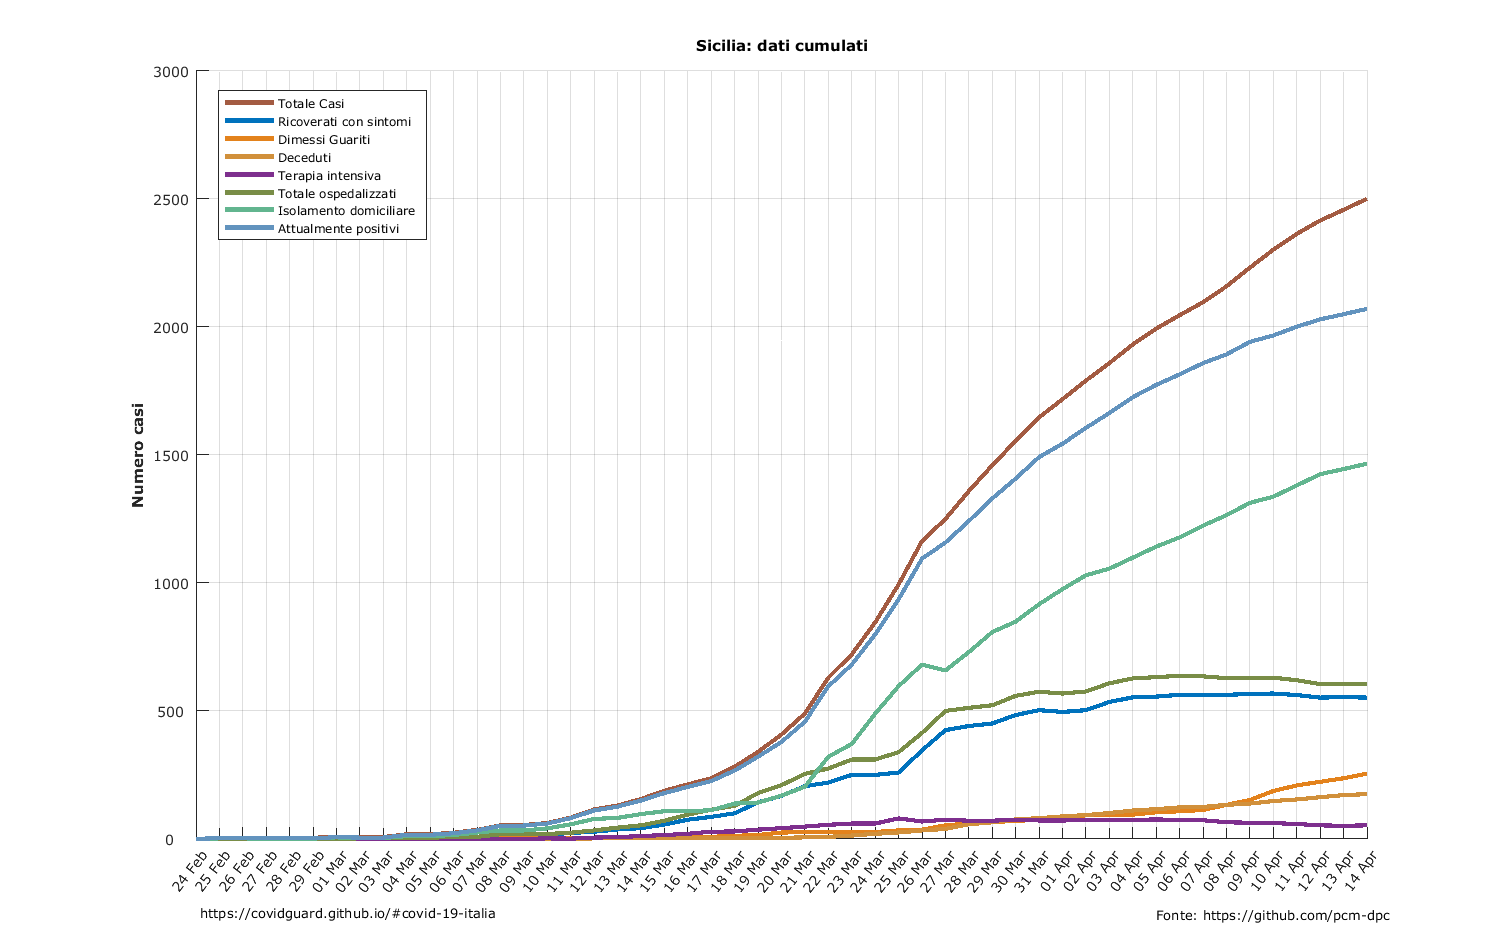 Sicilia: dati cumulati
3000
2500
2000
1500
1000
500
0
Numero casi
Totale Casi
Ricoverati con sintomi
Dimessi Guariti
Deceduti
Terapia intensiva
Totale ospedalizzati
Isolamento domiciliare
Attualmente positivi
24 Feb
25 Feb
26 Feb
27 Feb
28 Feb
29 Feb
01 Mar
02 Mar
03 Mar
04 Mar
05 Mar
06 Mar
07 Mar
08 Mar
09 Mar
10 Mar
11 Mar
12 Mar
13 Mar
14 Mar
15 Mar
16 Mar
17 Mar
18 Mar
19 Mar
20 Mar
21 Mar
22 Mar
23 Mar
24 Mar
25 Mar
26 Mar
27 Mar
28 Mar
29 Mar
30 Mar
31 Mar
01 Apr
02 Apr
03 Apr
04 Apr
05 Apr
06 Apr
07 Apr
08 Apr
09 Apr
10 Apr
11 Apr
12 Apr
13 Apr
14 Apr
https://covidguard.github.io/#covid-19-italia
Fonte: https://github.com/pcm-dpc